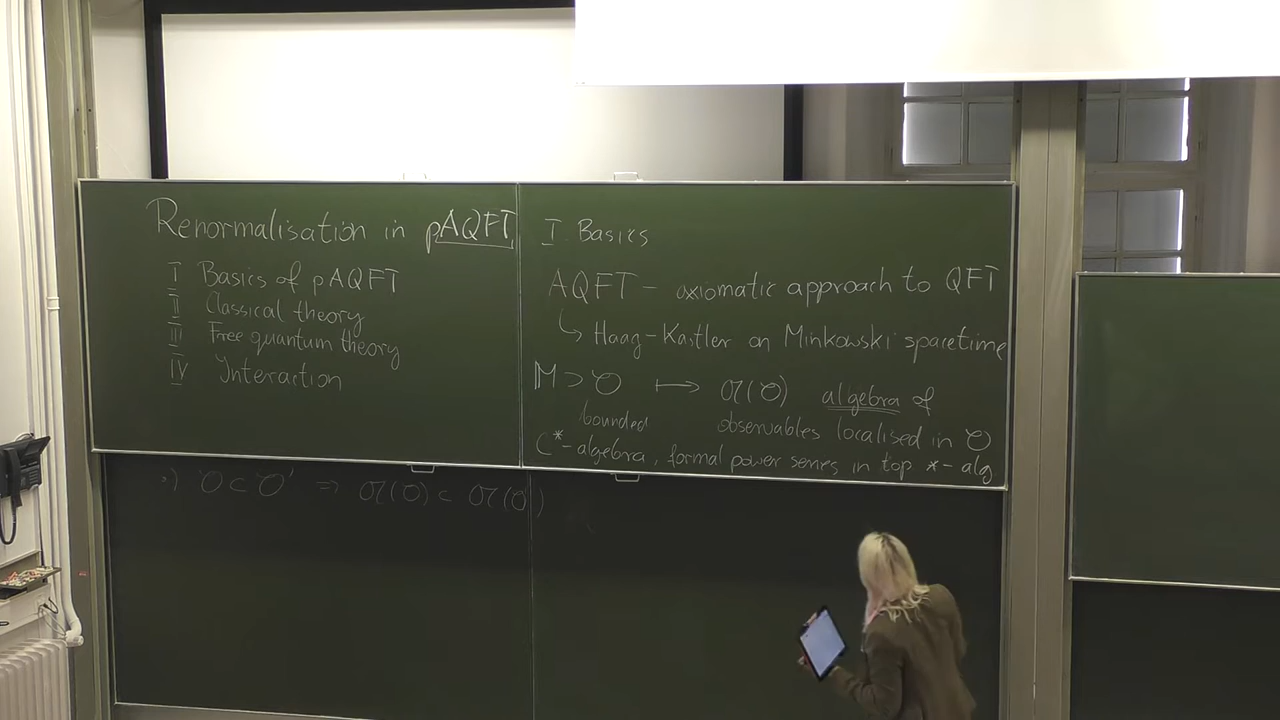 Renormalisation in pAQFT
I Basics of pAQFT
II Classical theory
III Free quantum theory
IV Interaction
I. Basics
AQFT – axiomatic approach to QFT
↳ Haag-Kastler on Minkowski spacetime
𝕄 ⊃ 𝒪 ⟼ 𝔄(𝒪) algebra of
bounded observables localised in 𝒪
C*-algebra, formal power series in top *-alg
𝒪 ⊂ 𝒪' ⇒ 𝔄(𝒪) ⊂ 𝔄(𝒪')